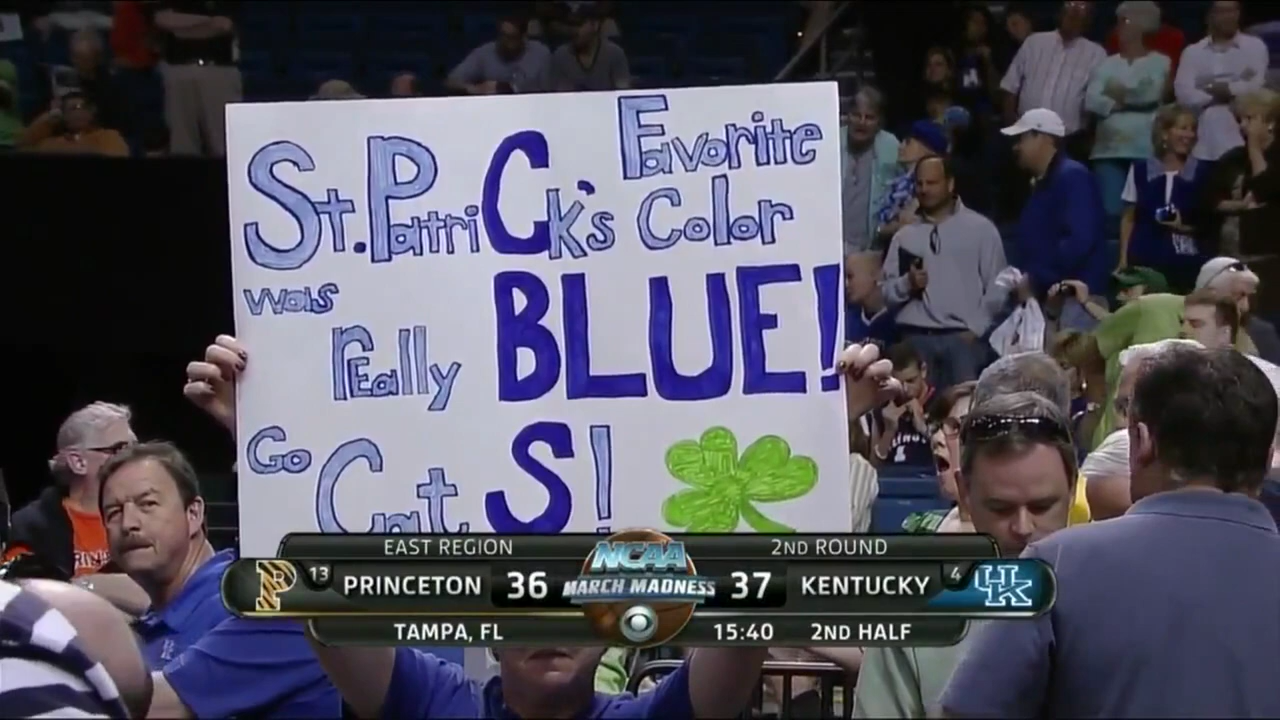 St. PatriCk's Favorite
Color
was
rEally BLUE!
Go Cats!
EAST REGION
NCAA
MARCH MADNESS
2ND ROUND
P 13 PRINCETON 36
37 KENTUCKY 4 UK
TAMPA, FL
15:40 2ND HALF